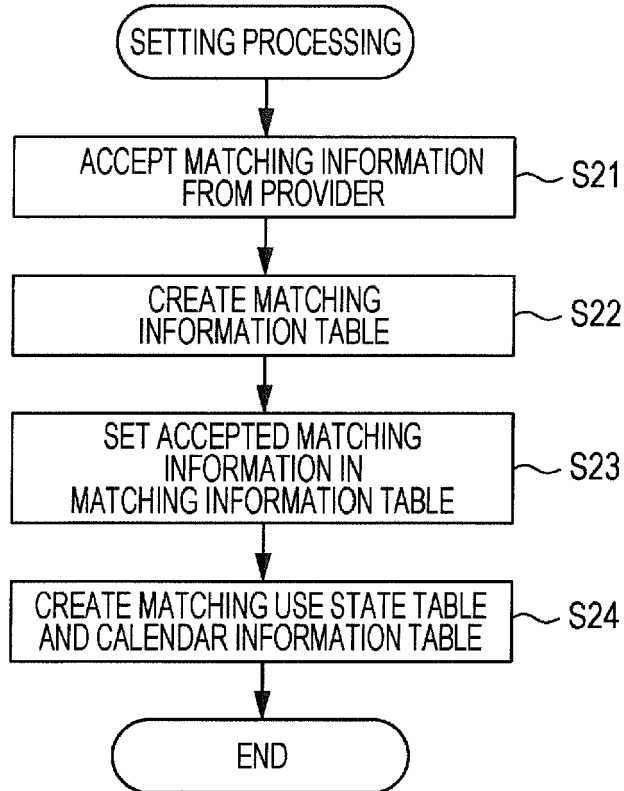 SETTING PROCESSING
ACCEPT MATCHING INFORMATION
FROM PROVIDER
S21
CREATE MATCHING
INFORMATION TABLE
S22
SET ACCEPTED MATCHING
INFORMATION IN
MATCHING INFORMATION TABLE
S23
CREATE MATCHING USE STATE TABLE
AND CALENDAR INFORMATION TABLE
S24
END